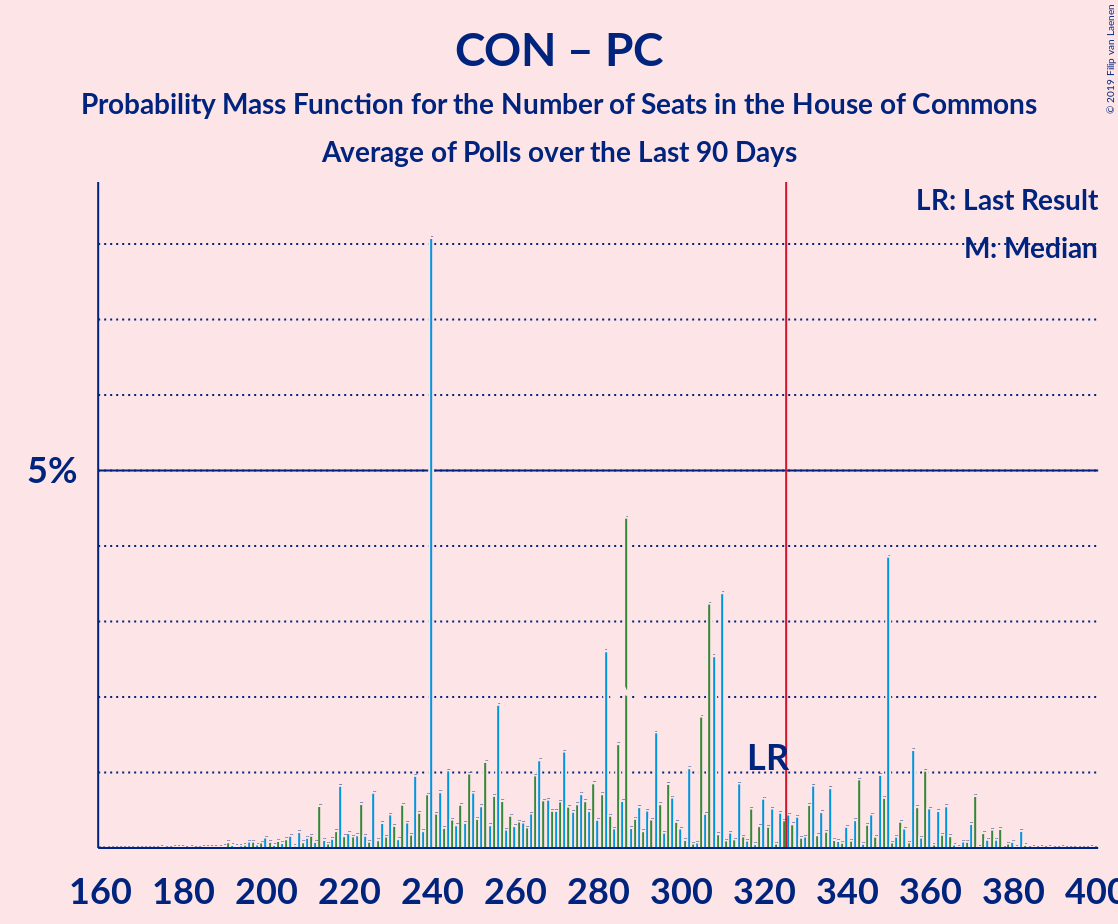 CON – PC
Probability Mass Function for the Number of Seats in the House of Commons
Average of Polls over the Last 90 Days
© 2019 Filip van Laenen
LR: Last Result
M: Median
5%
LR
160 180 200 220 240 260 280 300 320 340 360 380 400